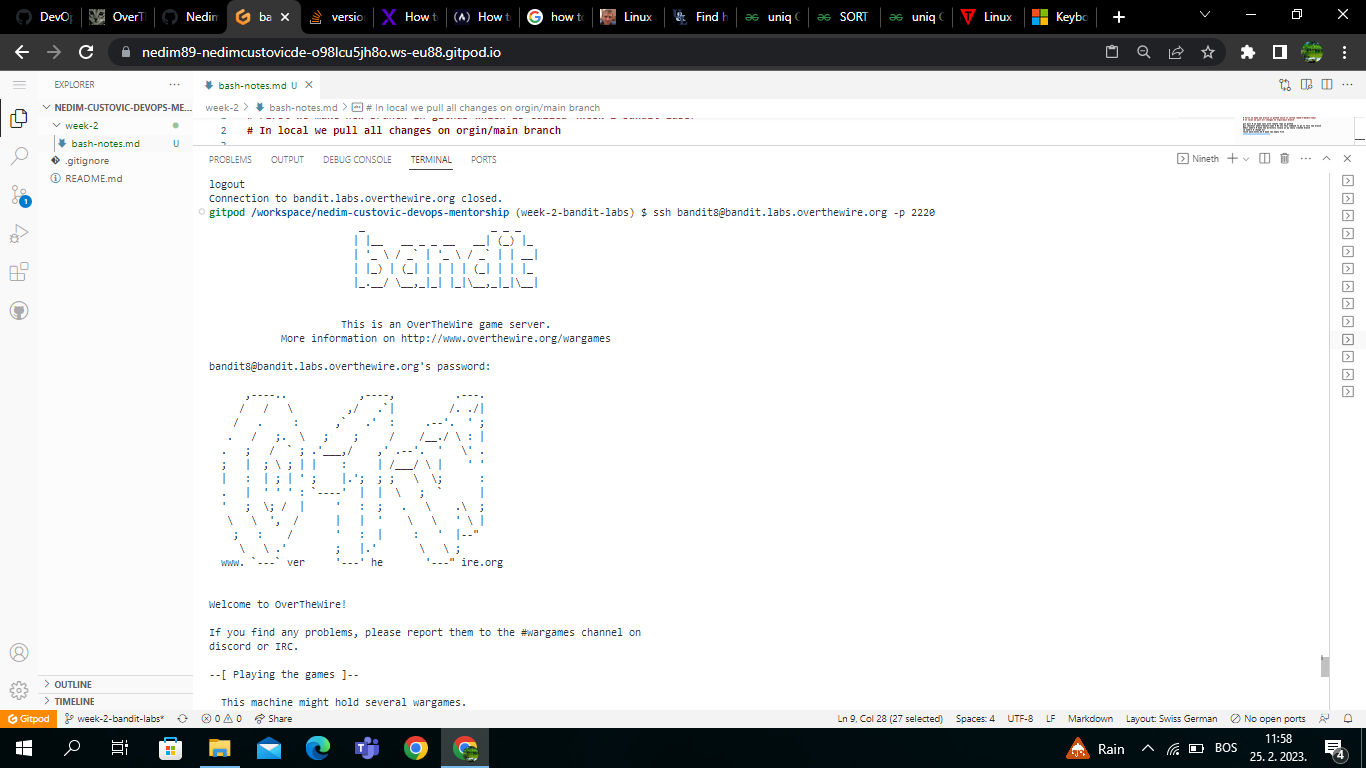 DevO
OverT
Nedim
ba
versio
How t
How t
how to
Linux
Find h
uniq (
SORT
uniq (
Linux
Keybo
nedim89-nedimcustovicde-o98lcu5jh8o.ws-eu88.gitpod.io
EXPLORER
bash-notes.md U
NEDIM-CUSTOVIC-DEVOPS-ME...
week-2
bash-notes.md U
.gitignore
README.md
week-2 > bash-notes.md > # In local we pull all changes on orgin/main branch
2 # In local we pull all changes on orgin/main branch
PROBLEMS OUTPUT DEBUG CONSOLE TERMINAL PORTS
Nineth
logout
Connection to bandit.labs.overthewire.org closed.
gitpod /workspace/nedim-custovic-devops-mentorship (week-2-bandit-labs) $ ssh bandit8@bandit.labs.overthewire.org -p 2220
bandit
This is an OverTheWire game server.
More information on http://www.overthewire.org/wargames
bandit8@bandit.labs.overthewire.org's password:
www. ver he ire.org
Welcome to OverTheWire!
If you find any problems, please report them to the #wargames channel on
discord or IRC.
--[ Playing the games ]--
This machine might hold several wargames.
1
OUTLINE
TIMELINE
Gitpod week-2-bandit-labs* 0 0 Share
Ln 9, Col 28 (27 selected) Spaces: 4 UTF-8 LF Markdown Layout: Swiss German No open ports
Rain BOS
11:58
25. 2. 2023.
4